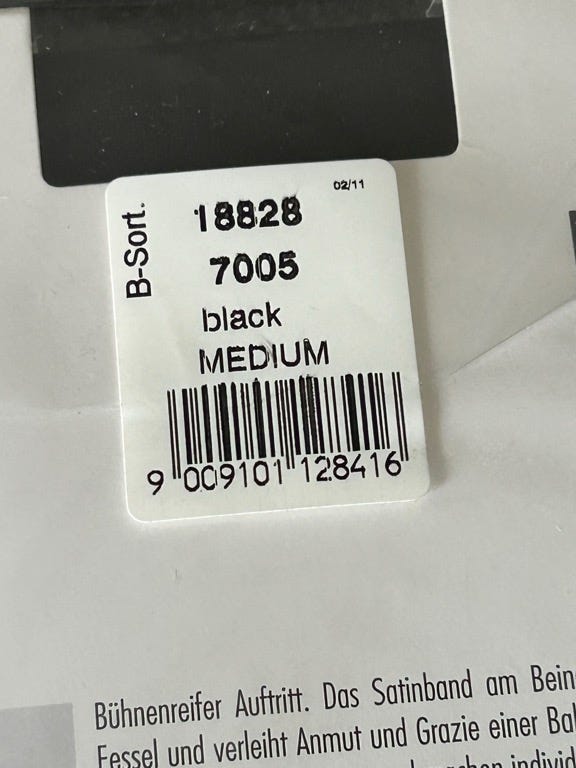 02/11
B-Sort.
18828
7005
black
MEDIUM
9 009101 128416
Bühnenreifer Auftritt. Das Satinband am Bein
Fessel und verleiht Anmut und Grazie einer Bal
individ